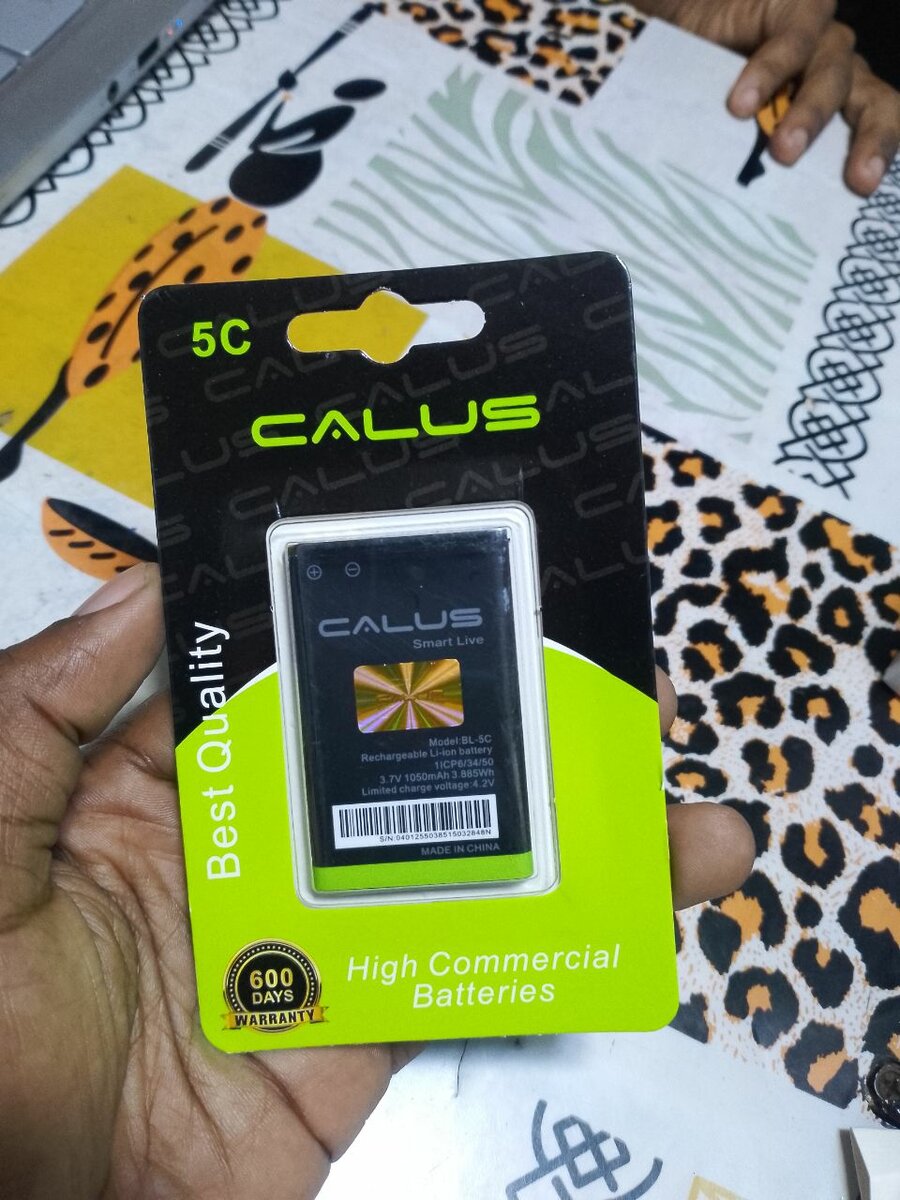 5C
CALUS
CALUS
Smart Live
Model:BL-5C
Rechargeable Li-ion battery
1ICP6/34/50
3.7V 1050mAh 3.885Wh
Limited charge voltage:4.2V
S/N:0401255038515032848N
MADE IN CHINA
Best Quality
600
DAYS
WARRANTY
High Commercial
Batteries